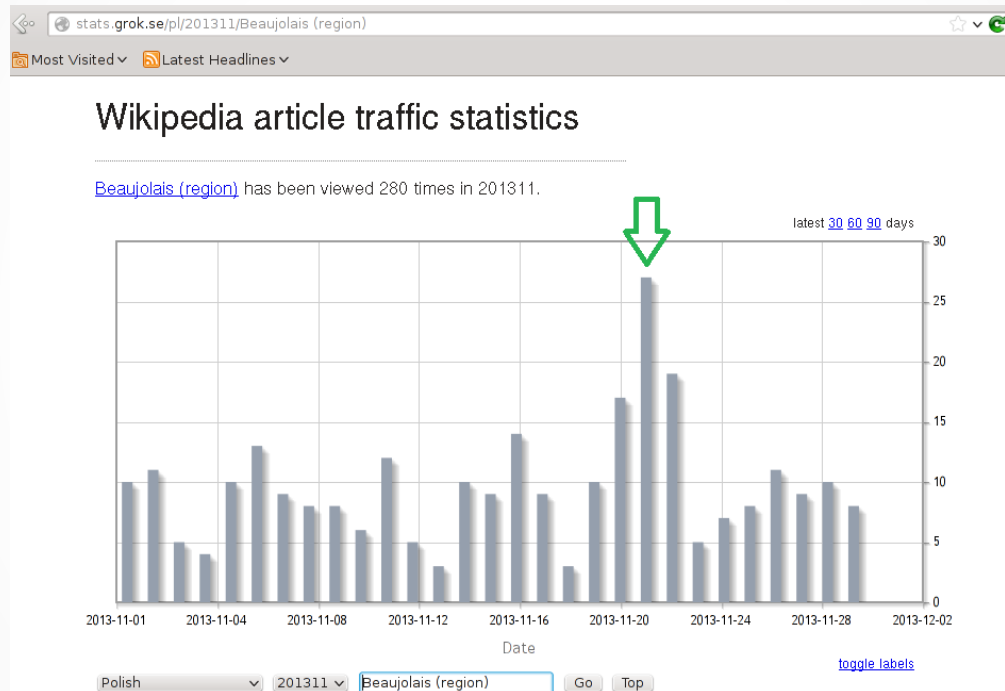 stats.grok.se/pl/201311/Beaujolais (region)
Most Visited Latest Headlines
Wikipedia article traffic statistics
Beaujolais (region) has been viewed 280 times in 201311.
latest 30 60 90 days
30
25
20
15
10
5
0
2013-11-01 2013-11-04 2013-11-08 2013-11-12 2013-11-16 2013-11-20 2013-11-24 2013-11-28 2013-12-02
Date
toggle labels
Polish 201311 Beaujolais (region) Go Top